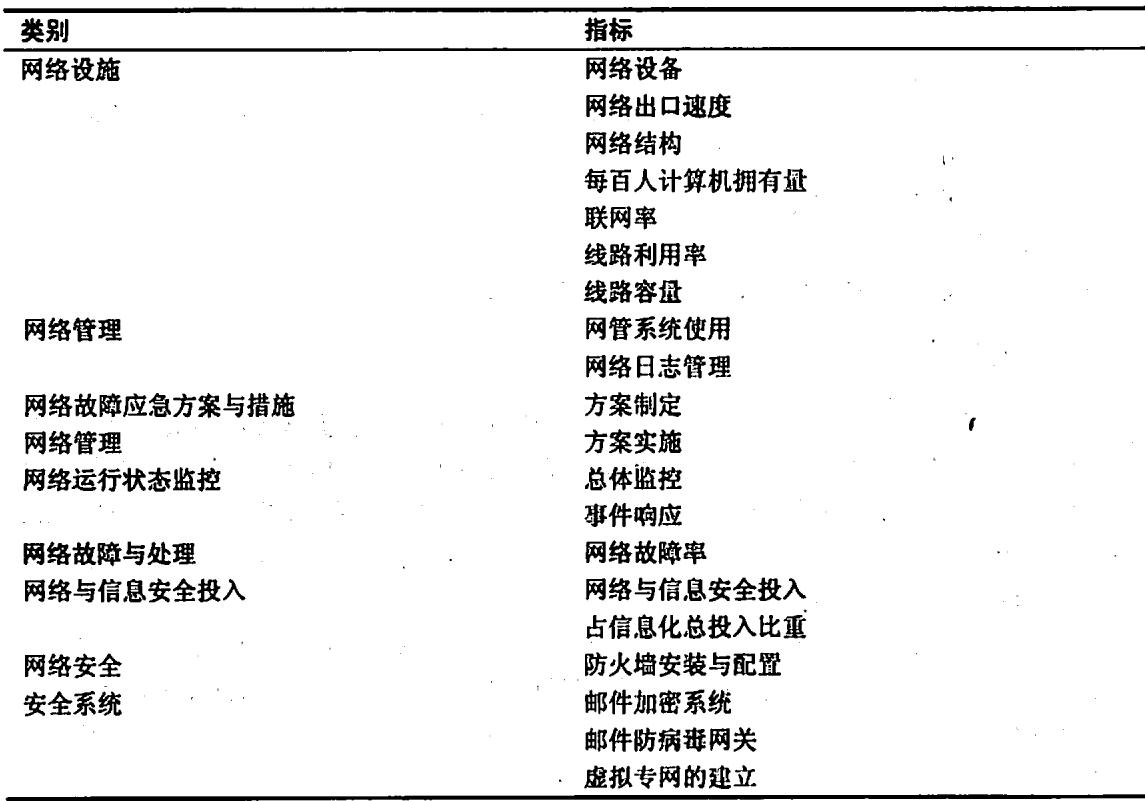 类别 指标
网络设施 网络设备
网络出口速度
网络结构
每百人计算机拥有量
联网率
线路利用率
线路容量
网络管理 网管系统使用
网络日志管理
网络故障应急方案与措施 方案制定
网络管理 方案实施
网络运行状态监控 总体监控
事件响应
网络故障与处理 网络故障率
网络与信息安全投入 网络与信息安全投入
占信息化总投入比重
网络安全 防火墙安装与配置
安全系统 邮件加密系统
邮件防病毒网关
虚拟专网的建立